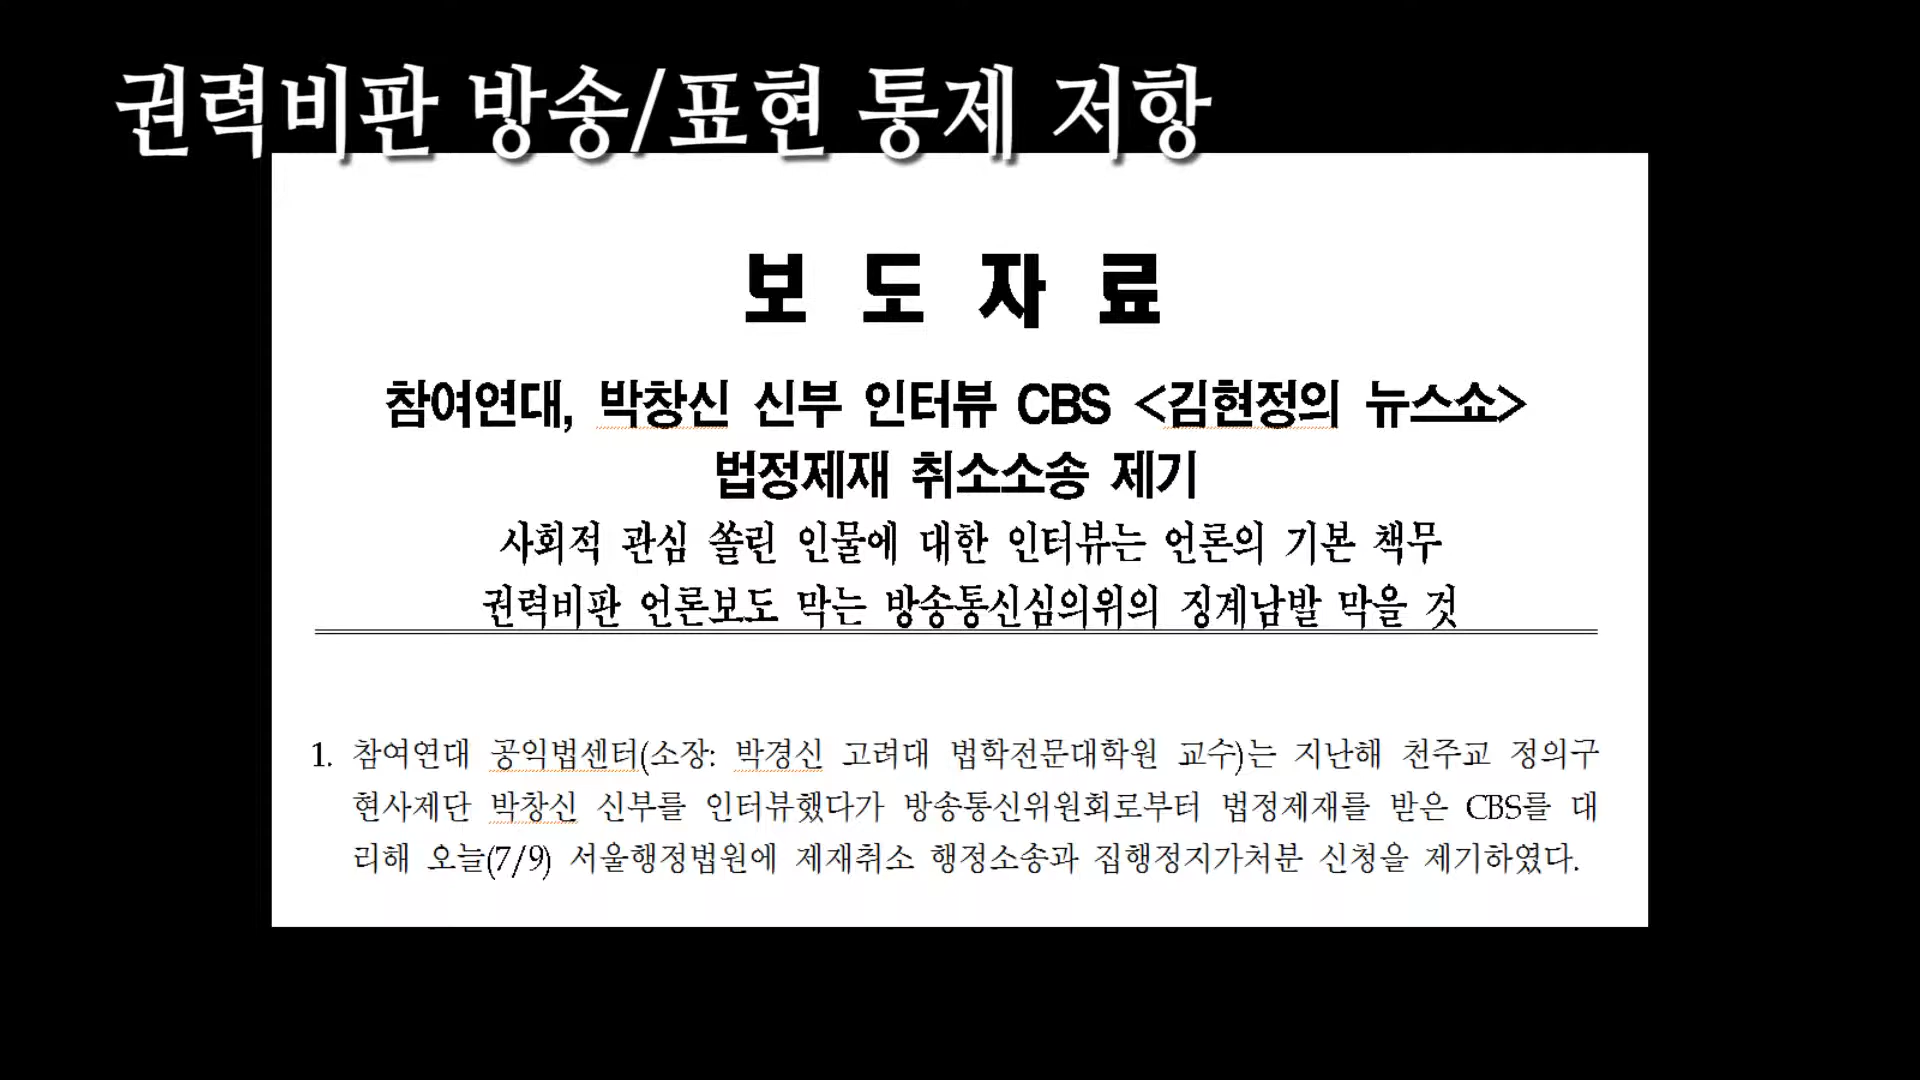 권력비판 방송/표현 통제 저항
보 도 자 료
참여연대, 박창신 신부 인터뷰 CBS <김현정의 뉴스쇼>
법정제재 취소소송 제기
사회적 관심 쏠린 인물에 대한 인터뷰는 언론의 기본 책무
권력비판 언론보도 막는 방송통신심의위의 징계남발 막을 것
1. 참여연대 공익법센터(소장: 박경신 고려대 법학전문대학원 교수)는 지난해 천주교 정의구
현사제단 박창신 신부를 인터뷰했다가 방송통신위원회로부터 법정제재를 받은 CBS를 대
리해 오늘(7/9) 서울행정법원에 제재취소 행정소송과 집행정지가처분 신청을 제기하였다.